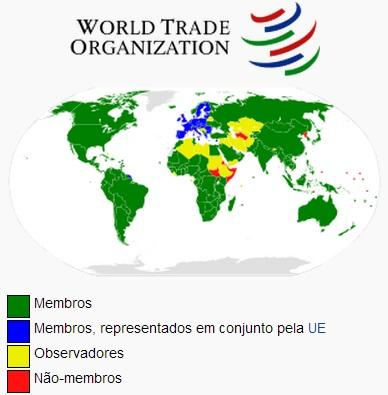 WORLD TRADE
ORGANIZATION
Membros
Membros, representados em conjunto pela UE
Observadores
Não-membros